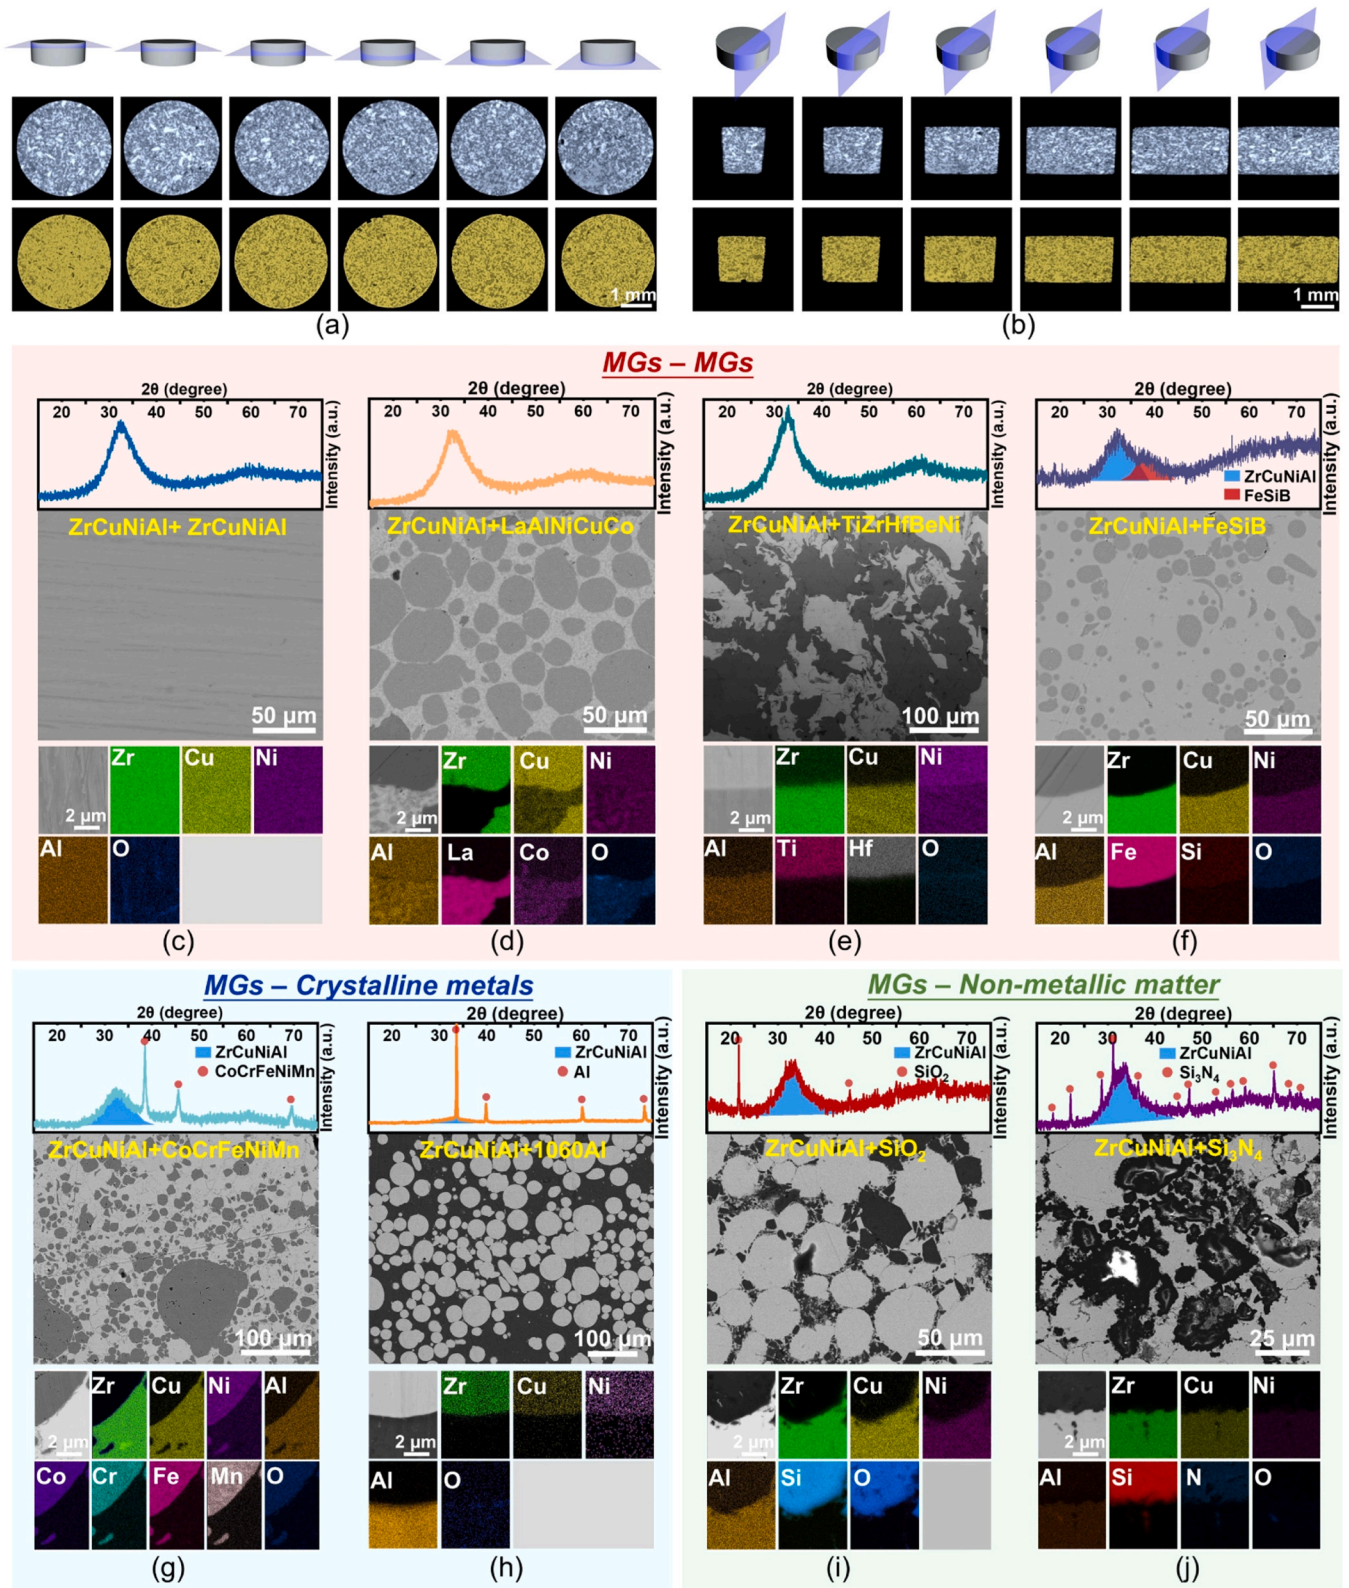 1 mm
(a)
1 mm
(b)
MGs – MGs
2θ (degree)
20 30 40 50 60 70
Intensity (a.u.)
ZrCuNiAl+ ZrCuNiAl
50 μm
Zr Cu Ni
2 μm
Al O
(c)
2θ (degree)
20 30 40 50 60 70
Intensity (a.u.)
ZrCuNiAl+LaAlNiCuCo
50 μm
Zr Cu Ni
2 μm
Al La Co O
(d)
2θ (degree)
20 30 40 50 60 70
Intensity (a.u.)
ZrCuNiAl+TiZrHfBeNi
100 μm
Zr Cu Ni
2 μm
Al Ti Hf O
(e)
2θ (degree)
20 30 40 50 60 70
Intensity (a.u.)
ZrCuNiAl
FeSiB
ZrCuNiAl+FeSiB
50 μm
Zr Cu Ni
2 μm
Al Fe Si O
(f)
MGs – Crystalline metals
2θ (degree)
20 30 40 50 60 70
Intensity (a.u.)
ZrCuNiAl
CoCrFeNiMn
ZrCuNiAl+CoCrFeNiMn
100 μm
Zr Cu Ni Al
2 μm
Co Cr Fe Mn O
(g)
2θ (degree)
20 30 40 50 60 70
Intensity (a.u.)
ZrCuNiAl
Al
ZrCuNiAl+1060Al
100 μm
Zr Cu Ni
2 μm
Al O
(h)
MGs – Non-metallic matter
2θ (degree)
20 30 40 50 60 70
Intensity (a.u.)
ZrCuNiAl
SiO₂
ZrCuNiAl+SiO₂
50 μm
Zr Cu Ni
2 μm
Al Si O
(i)
2θ (degree)
20 30 40 50 60 70
Intensity (a.u.)
ZrCuNiAl
Si₃N₄
ZrCuNiAl+Si₃N₄
25 μm
Zr Cu Ni
2 μm
Al Si N O
(j)